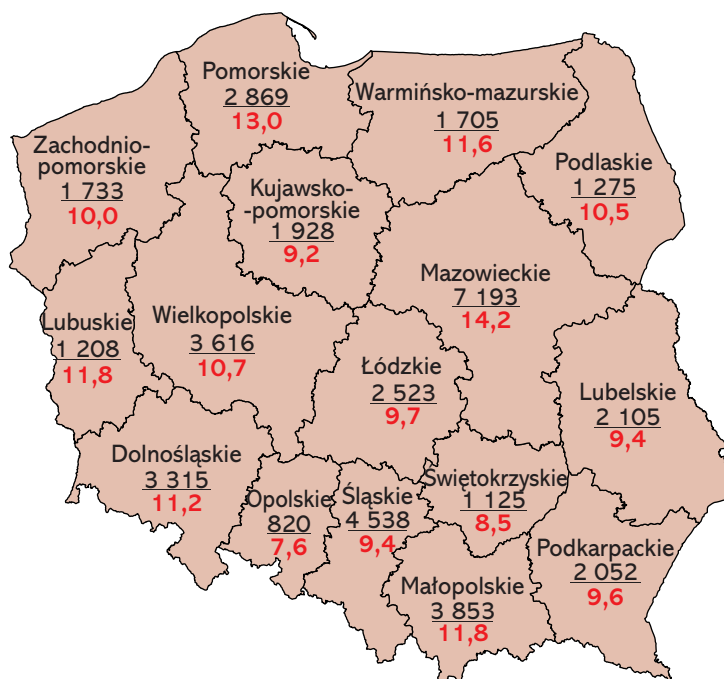 Pomorskie
2 869
13,0
Warmińsko-mazurskie
1 705
11,6
Zachodnio-
pomorskie
1 733
10,0
Podlaskie
1 275
10,5
Kujawsko-
-pomorskie
1 928
9,2
Mazowieckie
7 193
14,2
Lubuskie
1 208
11,8
Wielkopolskie
3 616
10,7
Łódzkie
2 523
9,7
Lubelskie
2 105
9,4
Dolnośląskie
3 315
11,2
Opolskie
820
7,6
Śląskie
4 538
9,4
Świętokrzyskie
1 125
8,5
Podkarpackie
2 052
9,6
Małopolskie
3 853
11,8